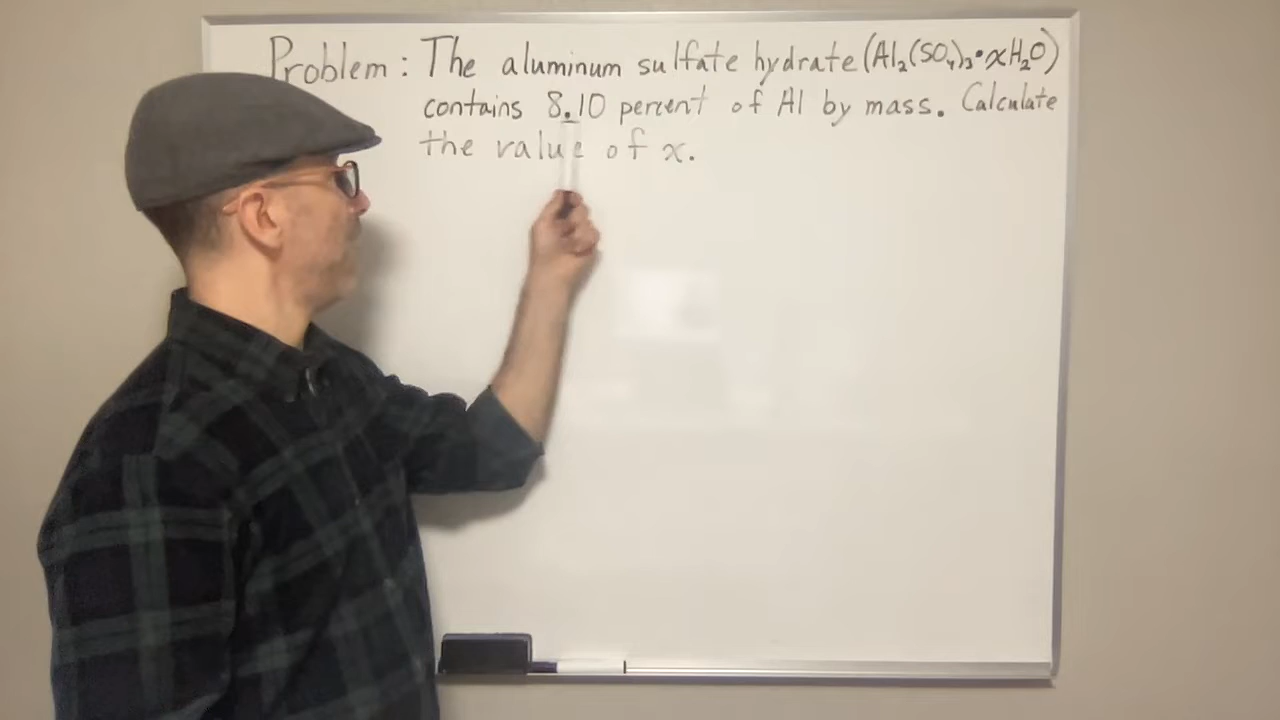 Problem: The aluminum sulfate hydrate (Al₂(SO₄)₃•xH₂O)
contains 8.10 percent of Al by mass. Calculate
the value of x.